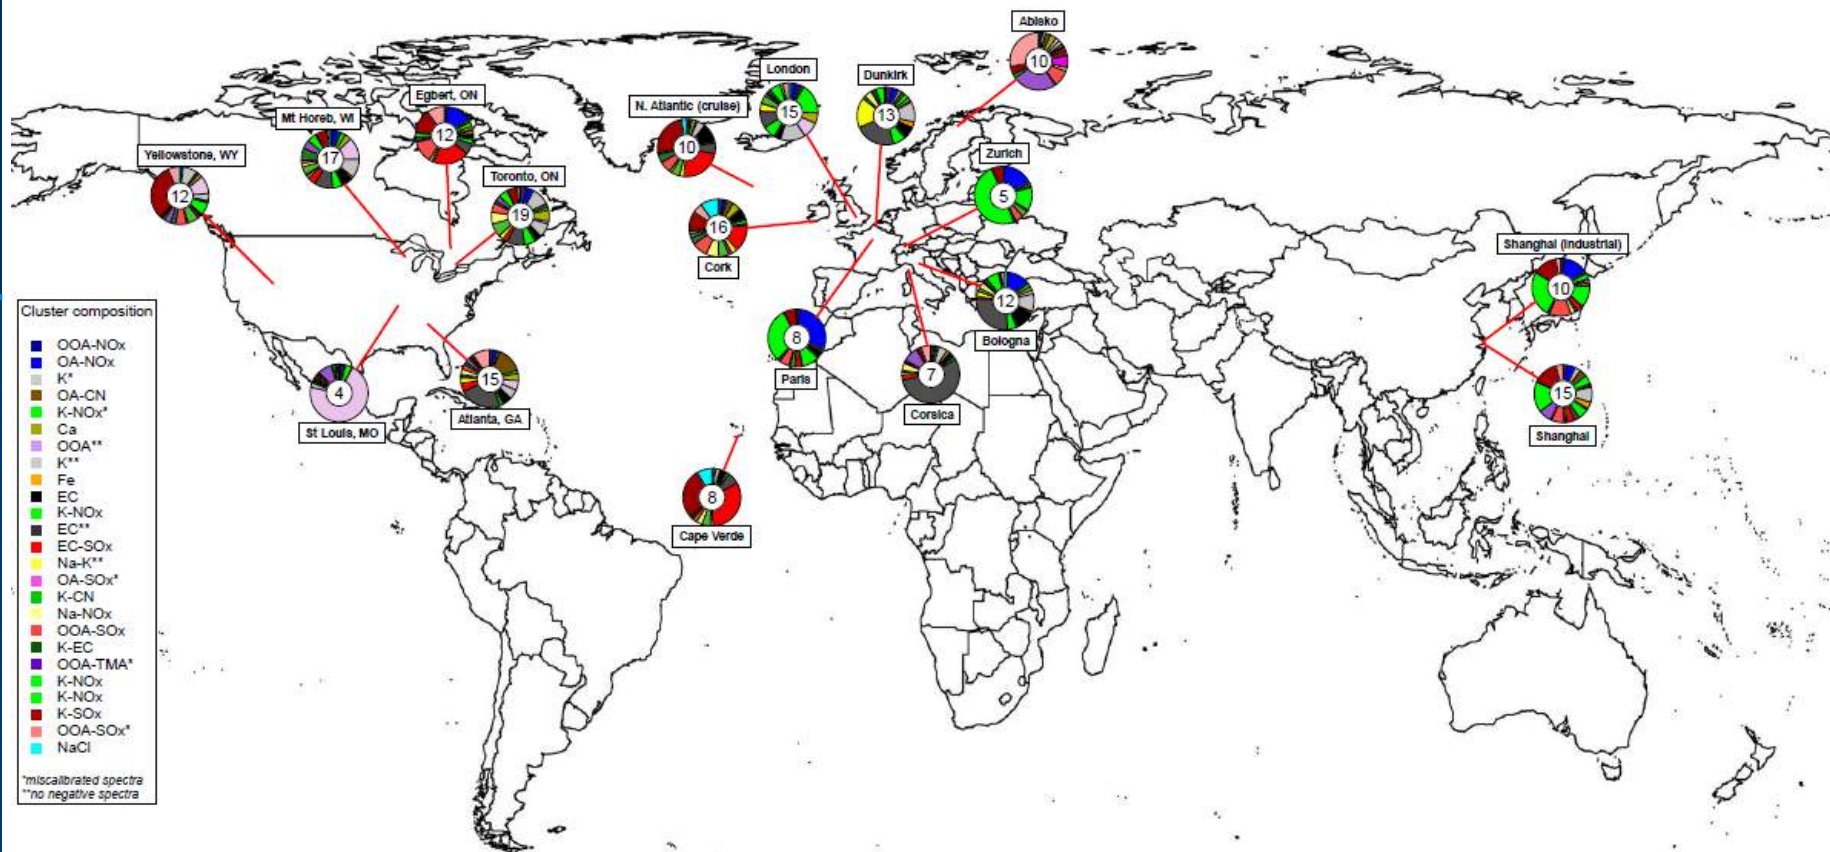 Abisko
10
London
15
Dunkirk
13
N. Atlantic (cruise)
10
Egbert, ON
12
Mt Horeb, WI
17
Yellowstone, WY
12
Toronto, ON
19
Zurich
5
16
Cork
Shanghai (Industrial)
10
12
Bologna
8
Paris
7
Corsica
15
Atlanta, GA
4
St Louis, MO
15
Shanghai
8
Cape Verde
Cluster composition
OOA-NOx
OA-NOx
K*
OA-CN
K-NOx*
Ca
OOA**
K**
Fe
EC
K-NOx
EC**
EC-SOx
Na-K**
OA-SOx*
K-CN
Na-NOx
OOA-SOx
K-EC
OOA-TMA*
K-NOx
K-NOx
K-SOx
OOA-SOx*
NaCl
*miscalibrated spectra
**no negative spectra